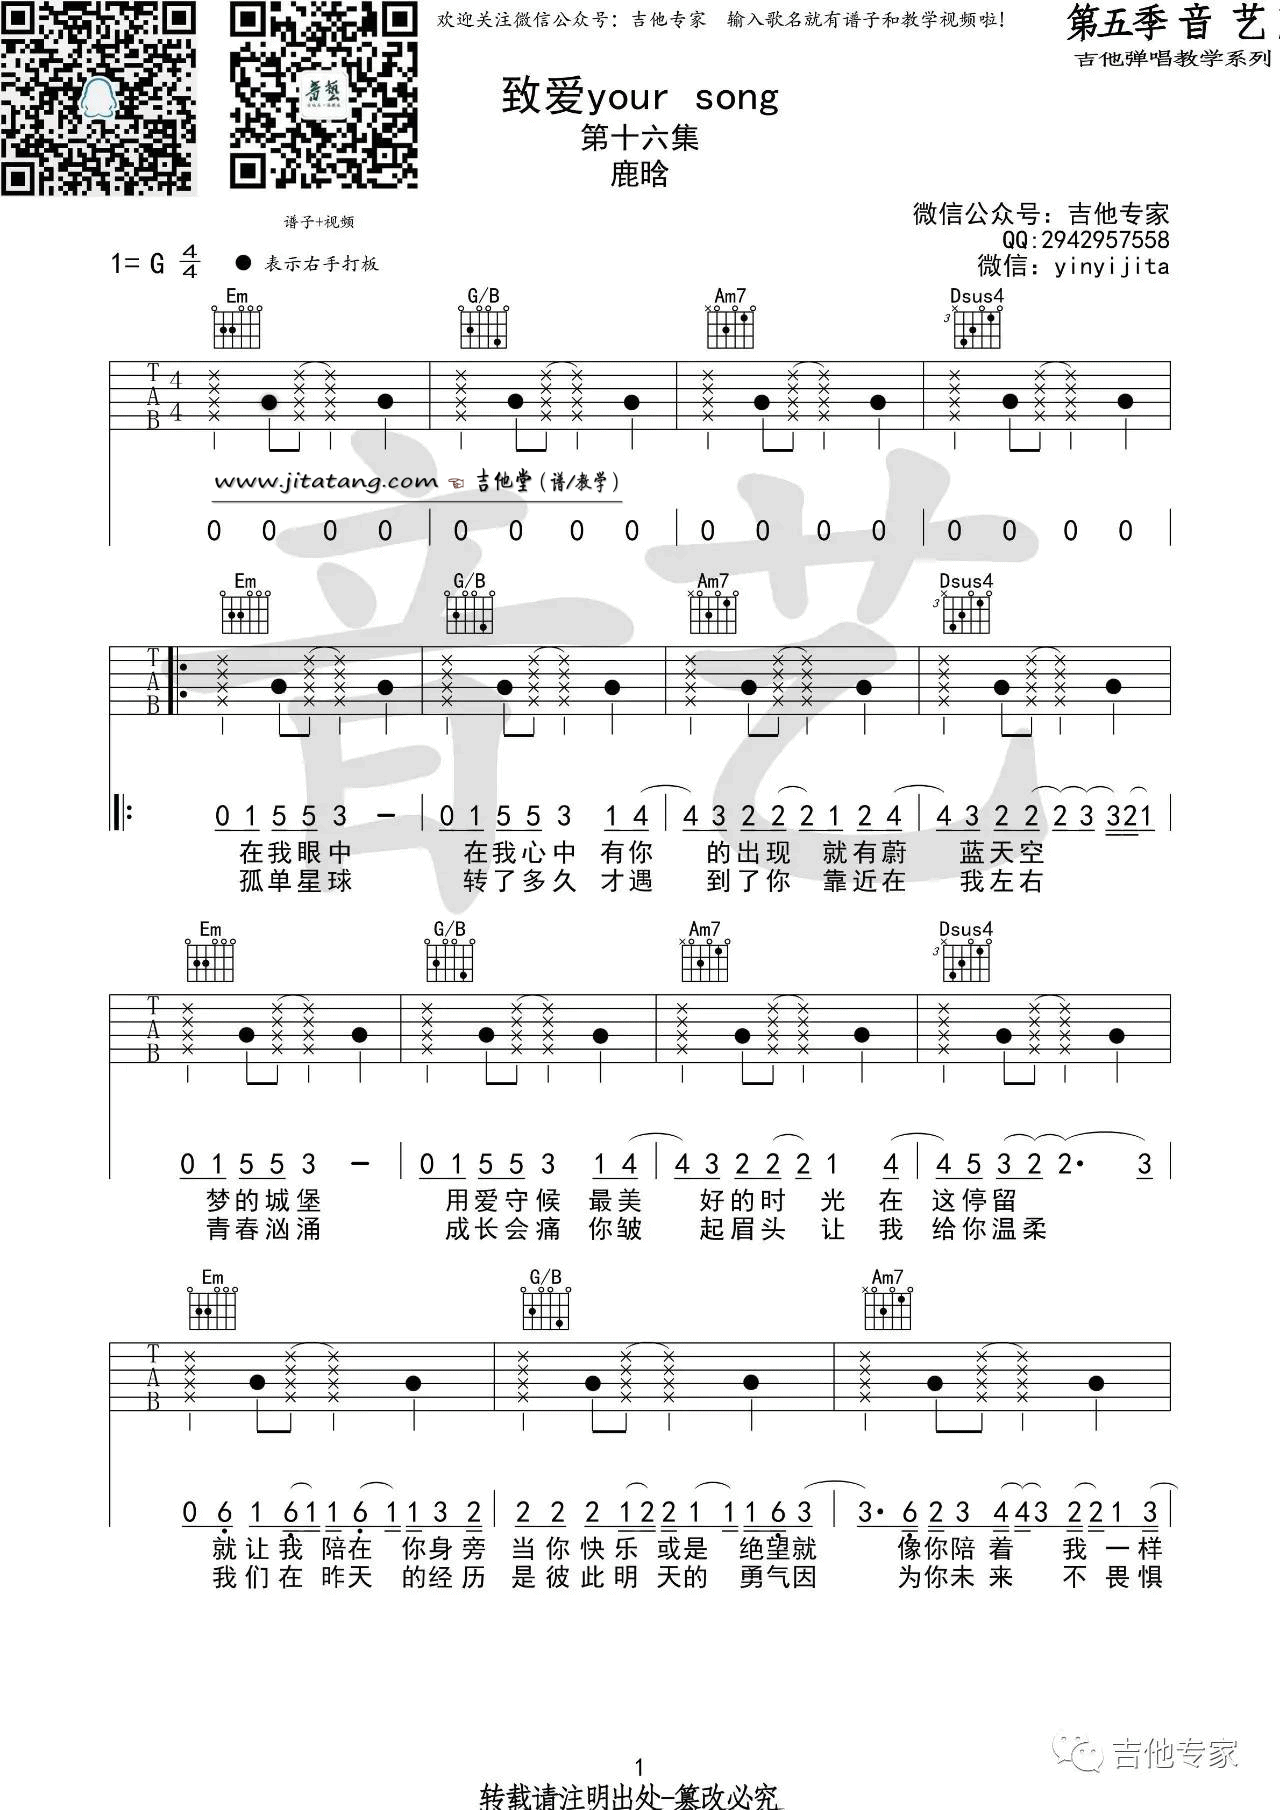 欢迎关注微信公众号：吉他专家　输入歌名就有谱子和教学视频啦!
第五季 音 艺
吉他弹唱教学系列
致爱your song
第十六集
鹿晗
谱子+视频
微信公众号：吉他专家
QQ:2942957558
微信：yinyijita
1= G 4/4 ● 表示右手打板
Em G/B Am7 Dsus4
3
T A B 4/4
www.jitatang.com ☜ 吉他堂(谱/教学)
0 0 0 0 0 0 0 0 0 0 0 0 0 0 0 0
音艺
Em G/B Am7 Dsus4
3
T A B
0 1 5 5 3 - 0 1 5 5 3 1 4 4 3 2 2 2 1 2 4 4 3 2 2 2 3 3 2 1
在我眼中 在我心中 有你 的出现 就有蔚 蓝天空
孤单星球 转了多久 才遇 到了你 靠近在 我左右
Em G/B Am7 Dsus4
3
T A B
0 1 5 5 3 - 0 1 5 5 3 1 4 4 3 2 2 2 1 4 4 5 3 2 2· 3
梦的城堡 用爱守候 最美 好的时 光 在 这停留
青春汹涌 成长会痛 你皱 起眉头 让 我 给你温柔
Em G/B Am7
T A B
0 6 1 6 1 1 6 1 1 3 2 2 2 2 1 2 2 1 1 1 6 3 3· 6 2 3 4 4 3 2 2 1 3
就让我 陪在 你身旁 当你 快乐 或是 绝望就 像你陪着 我一样
我们在 昨天 的经历 是彼 此明 天的 勇气因 为你未来 不畏惧
吉他专家
1
转载请注明出处-篡改必究